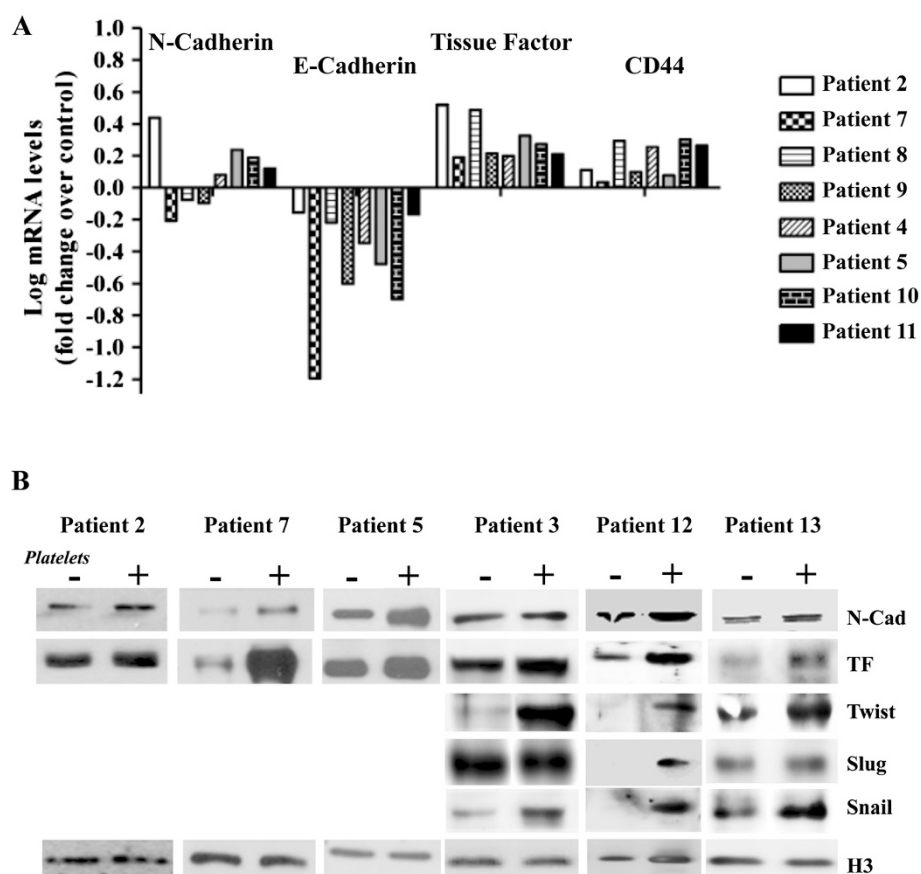 A
N-Cadherin
E-Cadherin
Tissue Factor
CD44
Log mRNA levels
(fold change over control)
1.0
0.8
0.6
0.4
0.2
0.0
-0.2
-0.4
-0.6
-0.8
-1.0
-1.2
Patient 2
Patient 7
Patient 8
Patient 9
Patient 4
Patient 5
Patient 10
Patient 11
B
Patient 2 Patient 7 Patient 5 Patient 3 Patient 12 Patient 13
Platelets
- + - + - + - + - + - +
N-Cad
TF
Twist
Slug
Snail
H3